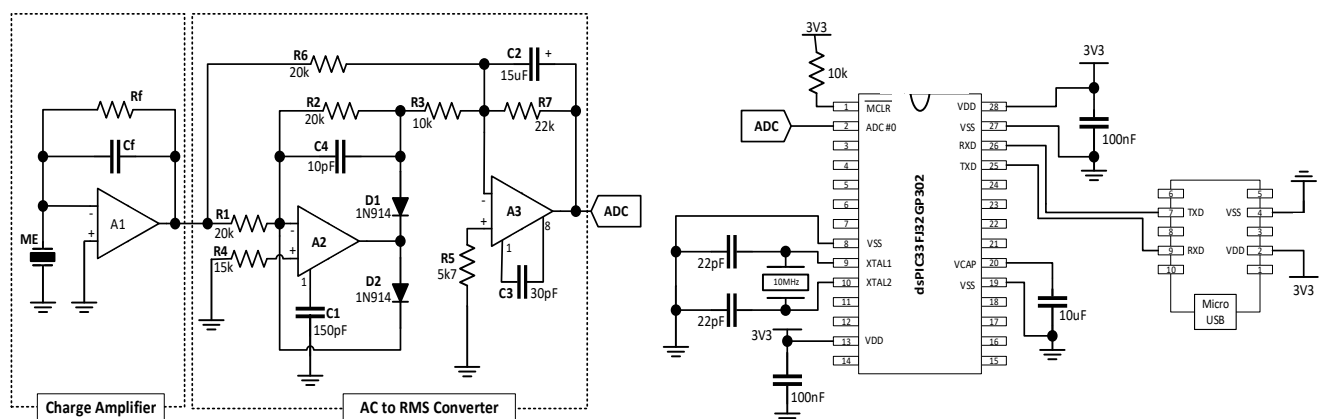 Rf
Cf
A1
-
+
ME
Charge Amplifier
R6
20k
C2
+
15uF
R2
20k
R3
10k
R7
22k
C4
10pF
D1
1N914
R1
20k
A2
-
+
1
R4
15k
D2
1N914
C1
150pF
A3
-
+
1
8
R5
5k7
C3
30pF
ADC
AC to RMS Converter
3V3
10k
ADC
1
MCLR
2
ADC #0
3
4
5
6
7
8
VSS
9
XTAL1
10
XTAL2
11
12
13
VDD
14
dsPIC33FJ32GP302
VDD
28
VSS
27
RXD
26
TXD
25
24
23
22
21
VCAP
20
VSS
19
18
17
16
15
22pF
10MHz
22pF
3V3
100nF
3V3
100nF
10uF
6
7
TXD
8
9
RXD
10
5
VSS
4
3
VDD
2
1
3V3
Micro
USB